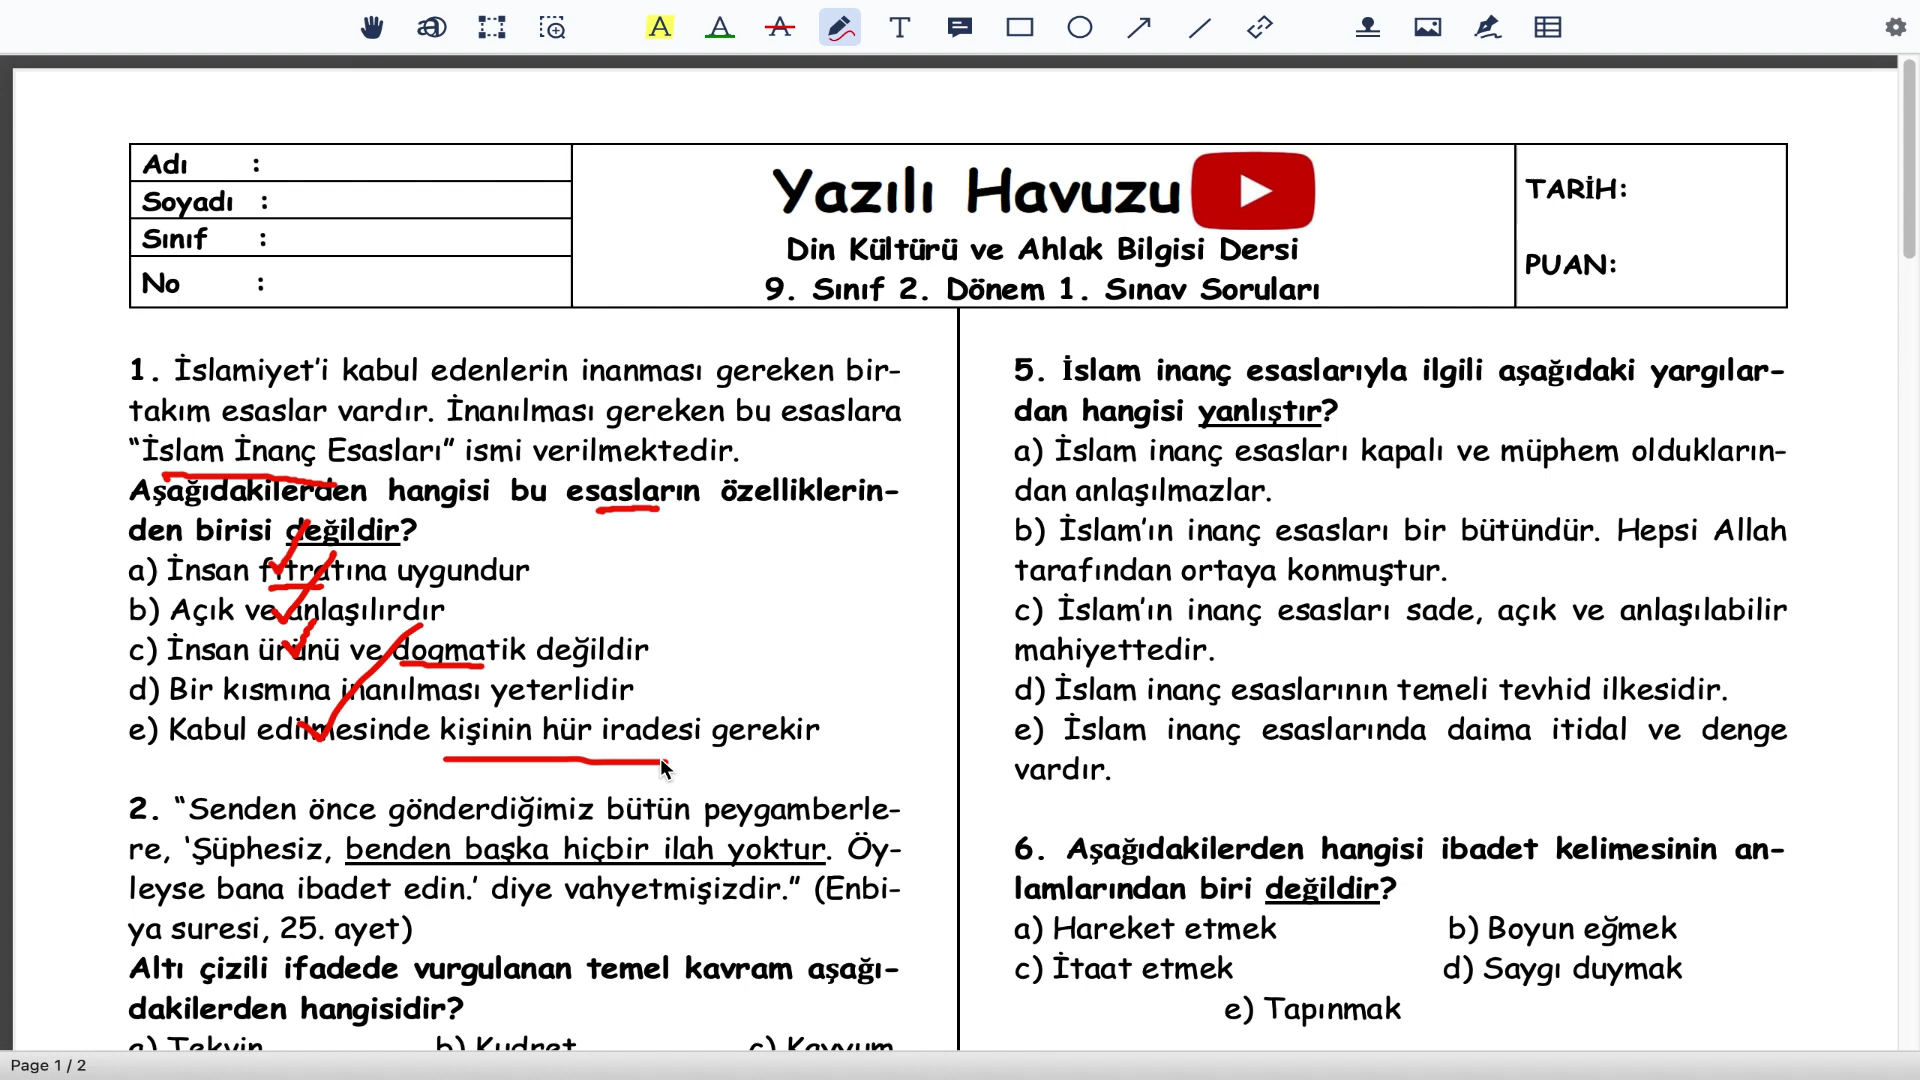 Adı :
Soyadı :
Sınıf :
No :
Yazılı Havuzu
Din Kültürü ve Ahlak Bilgisi Dersi
9. Sınıf 2. Dönem 1. Sınav Soruları
TARİH:
PUAN:
1. İslamiyet’i kabul edenlerin inanması gereken bir-
takım esaslar vardır. İnanılması gereken bu esaslara
“İslam İnanç Esasları” ismi verilmektedir.
Aşağıdakilerden hangisi bu esasların özelliklerin-
den birisi değildir?
a) İnsan fıtratına uygundur
b) Açık ve anlaşılırdır
c) İnsan ürünü ve dogmatik değildir
d) Bir kısmına inanılması yeterlidir
e) Kabul edilmesinde kişinin hür iradesi gerekir
2. “Senden önce gönderdiğimiz bütün peygamberle-
re, ‘Şüphesiz, benden başka hiçbir ilah yoktur. Öy-
leyse bana ibadet edin.’ diye vahyetmişizdir.” (Enbi-
ya suresi, 25. ayet)
Altı çizili ifadede vurgulanan temel kavram aşağı-
dakilerden hangisidir?
a) Tekvin b) Kudret c) Kayyum
5. İslam inanç esaslarıyla ilgili aşağıdaki yargılar-
dan hangisi yanlıştır?
a) İslam inanç esasları kapalı ve müphem oldukların-
dan anlaşılmazlar.
b) İslam’ın inanç esasları bir bütündür. Hepsi Allah
tarafından ortaya konmuştur.
c) İslam’ın inanç esasları sade, açık ve anlaşılabilir
mahiyettedir.
d) İslam inanç esaslarının temeli tevhid ilkesidir.
e) İslam inanç esaslarında daima itidal ve denge
vardır.
6. Aşağıdakilerden hangisi ibadet kelimesinin an-
lamlarından biri değildir?
a) Hareket etmek b) Boyun eğmek
c) İtaat etmek d) Saygı duymak
e) Tapınmak
Page 1 / 2